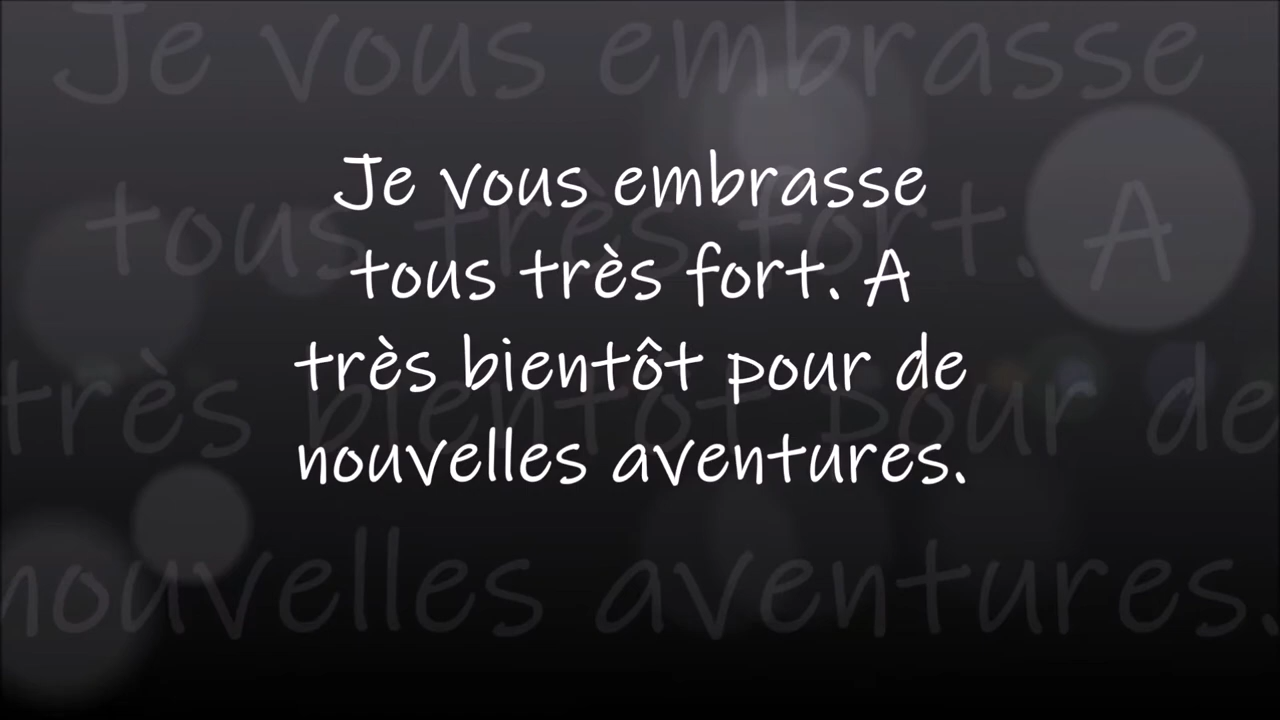 Je vous embrasse
tous très fort. A
très bientôt pour de
nouvelles aventures.